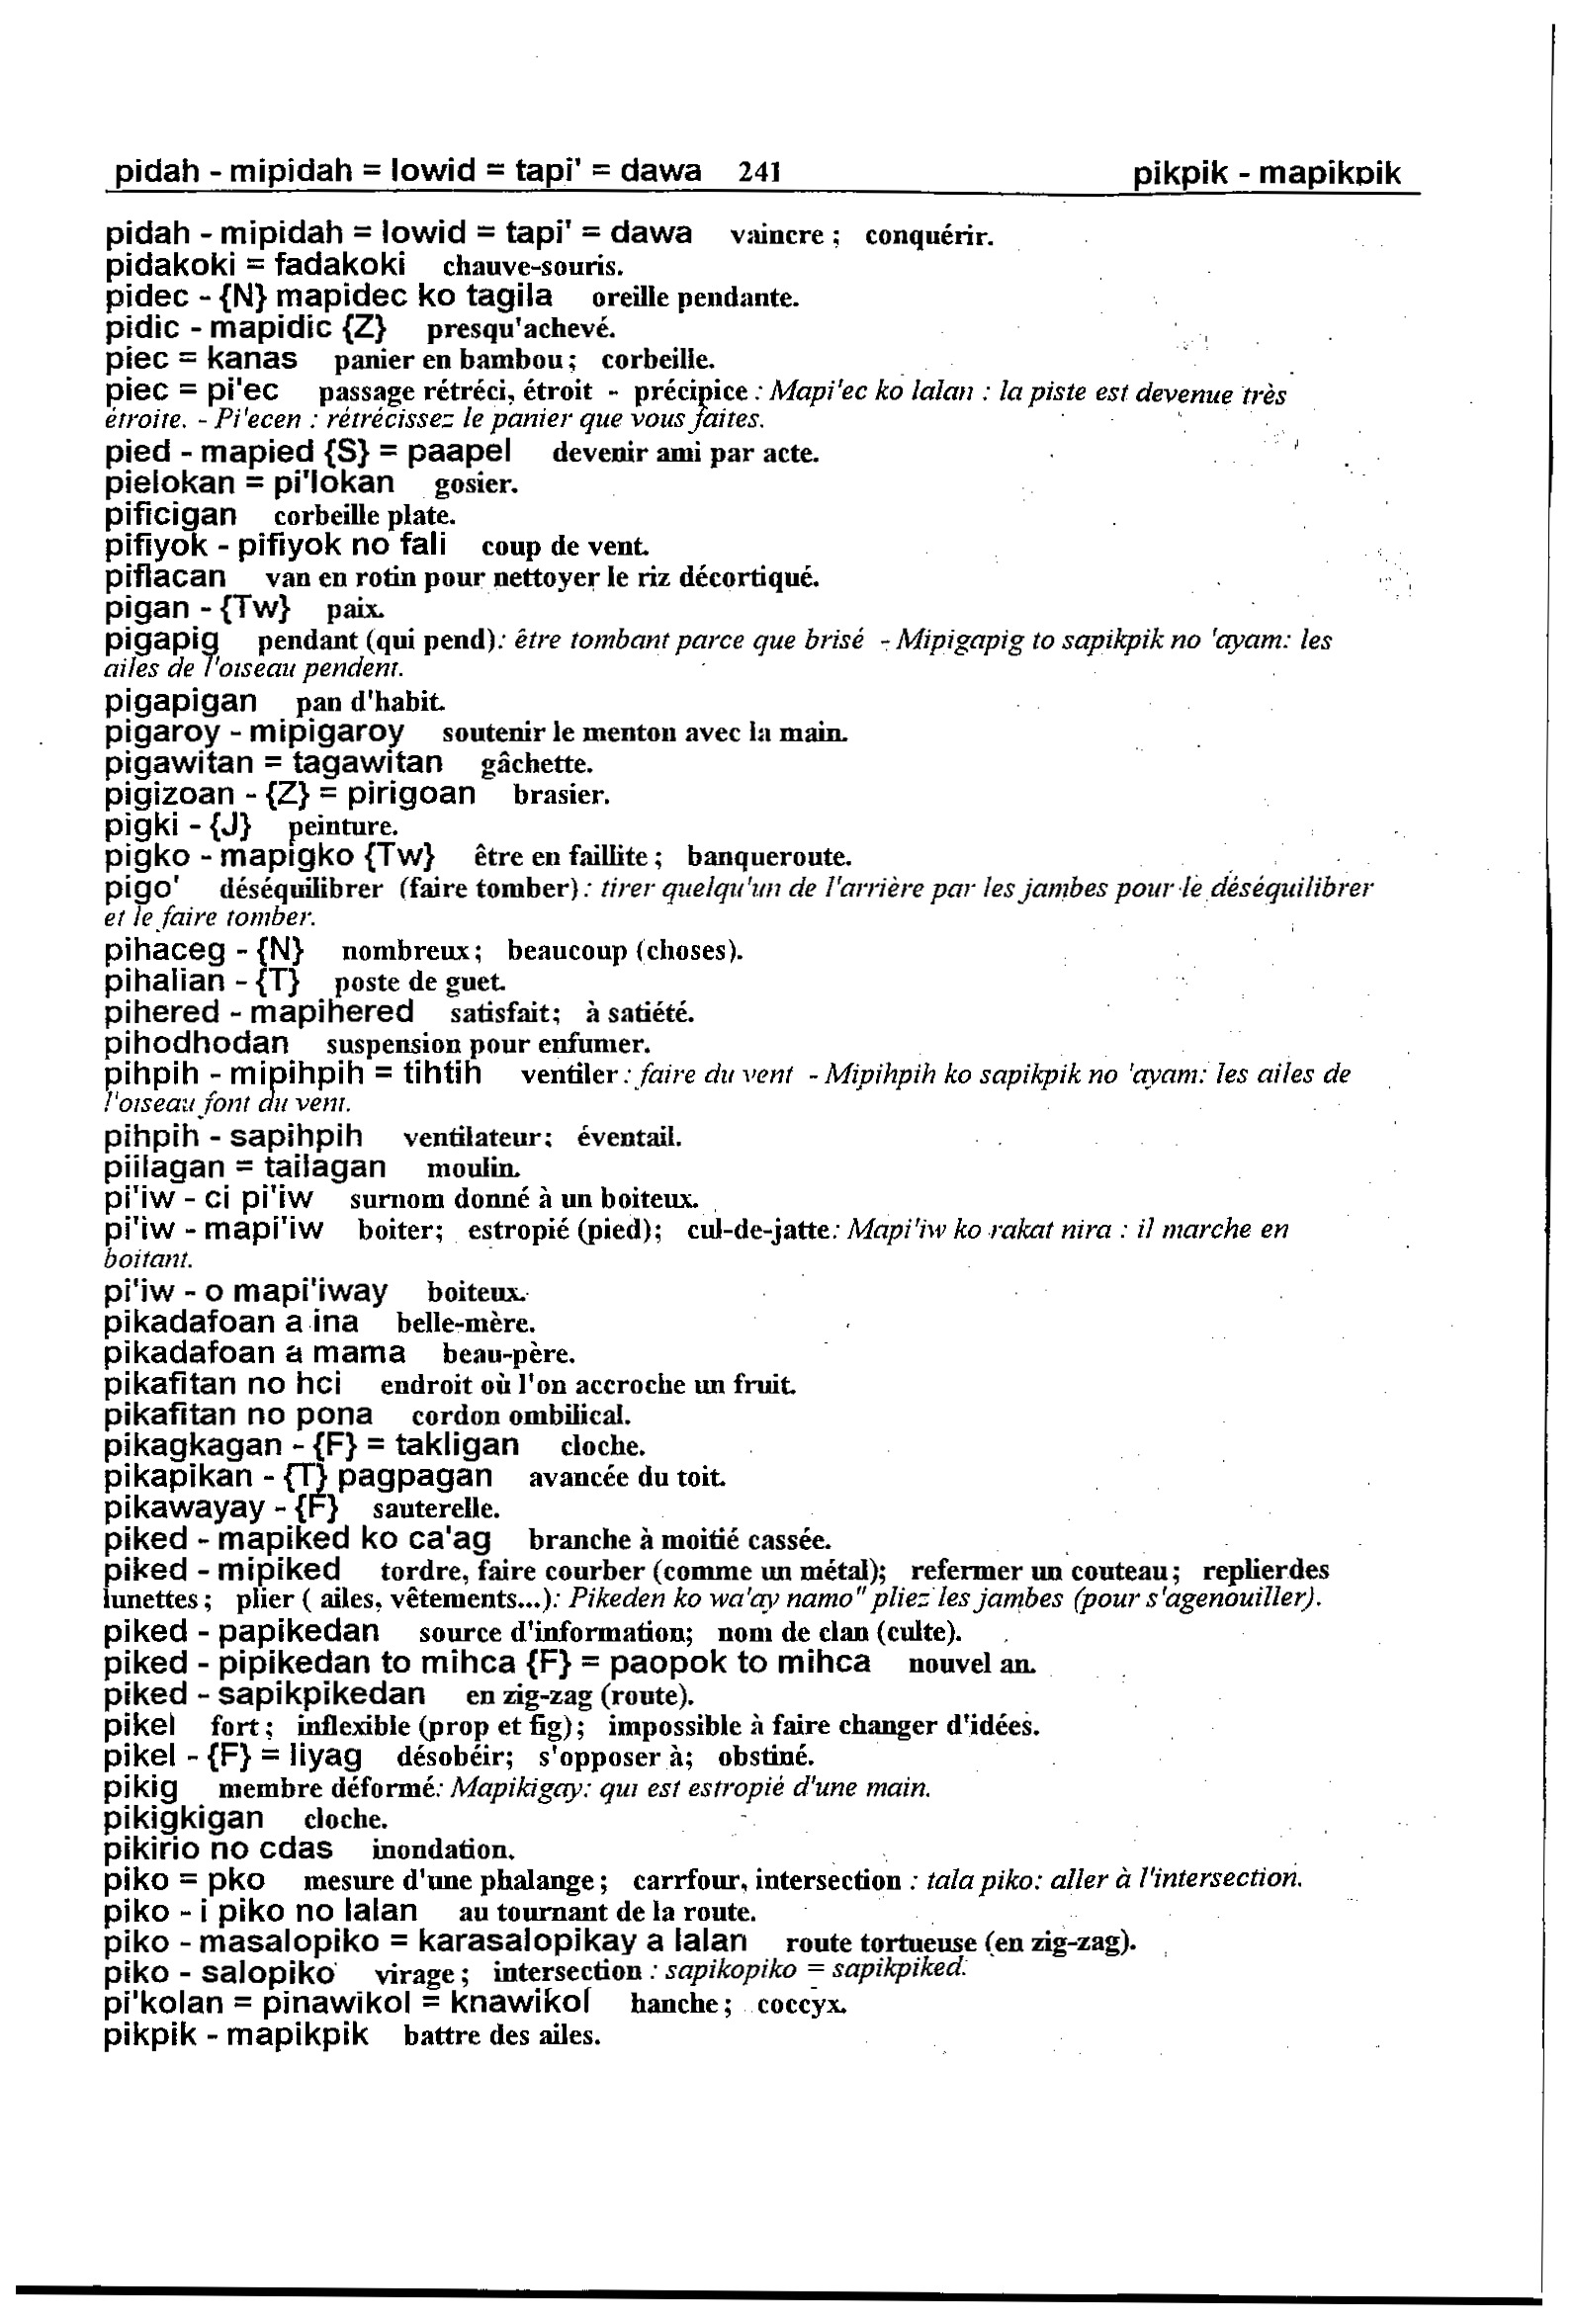 pidah - mipidah = lowid = tapi' = dawa 241 pikpik - mapikpik
pidah - mipidah = lowid = tapi' = dawa vaincre ; conquérir.
pidakoki = fadakoki chauve-souris.
pidec - {N} mapidec ko tagila oreille pendante.
pidic - mapidic {Z} presqu'achevé.
piec = kanas panier en bambou ; corbeille.
piec = pi'ec passage rétréci, étroit - précipice : Mapi'ec ko lalan : la piste est devenue très
étroite. - Pi'ecen : rétrécissez le panier que vous faites.
pied - mapied {S} = paapel devenir ami par acte.
pielokan = pi'lokan gosier.
pificigan corbeille plate.
pifiyok - pifiyok no fali coup de vent.
piflacan van en rotin pour nettoyer le riz décortiqué.
pigan - {Tw} paix.
pigapig pendant (qui pend): être tombant parce que brisé - Mipigapig to sapikpik no 'ayam: les
ailes de l'oiseau pendent.
pigapigan pan d'habit.
pigaroy - mipigaroy soutenir le menton avec la main.
pigawitan = tagawitan gâchette.
pigizoan - {Z} = pirigoan brasier.
pigki - {J} peinture.
pigko - mapigko {Tw} être en faillite ; banqueroute.
pigo' déséquilibrer (faire tomber) : tirer quelqu'un de l'arrière par les jambes pour le déséquilibrer
et le faire tomber.
pihaceg - {N} nombreux ; beaucoup (choses).
pihalian - {T} poste de guet.
pihered - mapihered satisfait ; à satiété.
pihodhodan suspension pour enfumer.
pihpih - mipihpih = tihtih ventiler : faire du vent - Mipihpih ko sapikpik no 'ayam: les ailes de
l'oiseau font du vent.
pihpih - sapihpih ventilateur ; éventail.
piilagan = tailagan moulin.
pi'iw - ci pi'iw surnom donné à un boiteux.
pi'iw - mapi'iw boiter; estropié (pied); cul-de-jatte: Mapi'iw ko rakat nira : il marche en
boitant.
pi'iw - o mapi'iway boiteux.
pikadafoan a ina belle-mère.
pikadafoan a mama beau-père.
pikafitan no hci endroit où l'on accroche un fruit.
pikafitan no pona cordon ombilical.
pikagkagan - {F} = takligan cloche.
pikapikan - {T} pagpagan avancée du toit.
pikawayay - {F} sauterelle.
piked - mapiked ko ca'ag branche à moitié cassée.
piked - mipiked tordre, faire courber (comme un métal); refermer un couteau ; replierdes
lunettes ; plier ( ailes, vêtements...): Pikeden ko wa'ay namo" pliez les jambes (pour s'agenouiller).
piked - papikedan source d'information; nom de clan (culte).
piked - pipikedan to mihca {F} = paopok to mihca nouvel an.
piked - sapikpikedan en zig-zag (route).
pikel fort ; inflexible (prop et fig) ; impossible à faire changer d'idées.
pikel - {F} = liyag désobéir; s'opposer à; obstiné.
pikig membre déformé: Mapikigay: qui est estropié d'une main.
pikigkigan cloche.
pikirio no cdas inondation.
piko = pko mesure d'une phalange ; carrfour, intersection : tala piko: aller à l'intersection.
piko - i piko no lalan au tournant de la route.
piko - masalopiko = karasalopikay a lalan route tortueuse (en zig-zag).
piko - salopiko virage ; intersection : sapikopiko = sapikpiked.
pi'kolan = pinawikol = knawikol hanche ; coccyx.
pikpik - mapikpik battre des ailes.